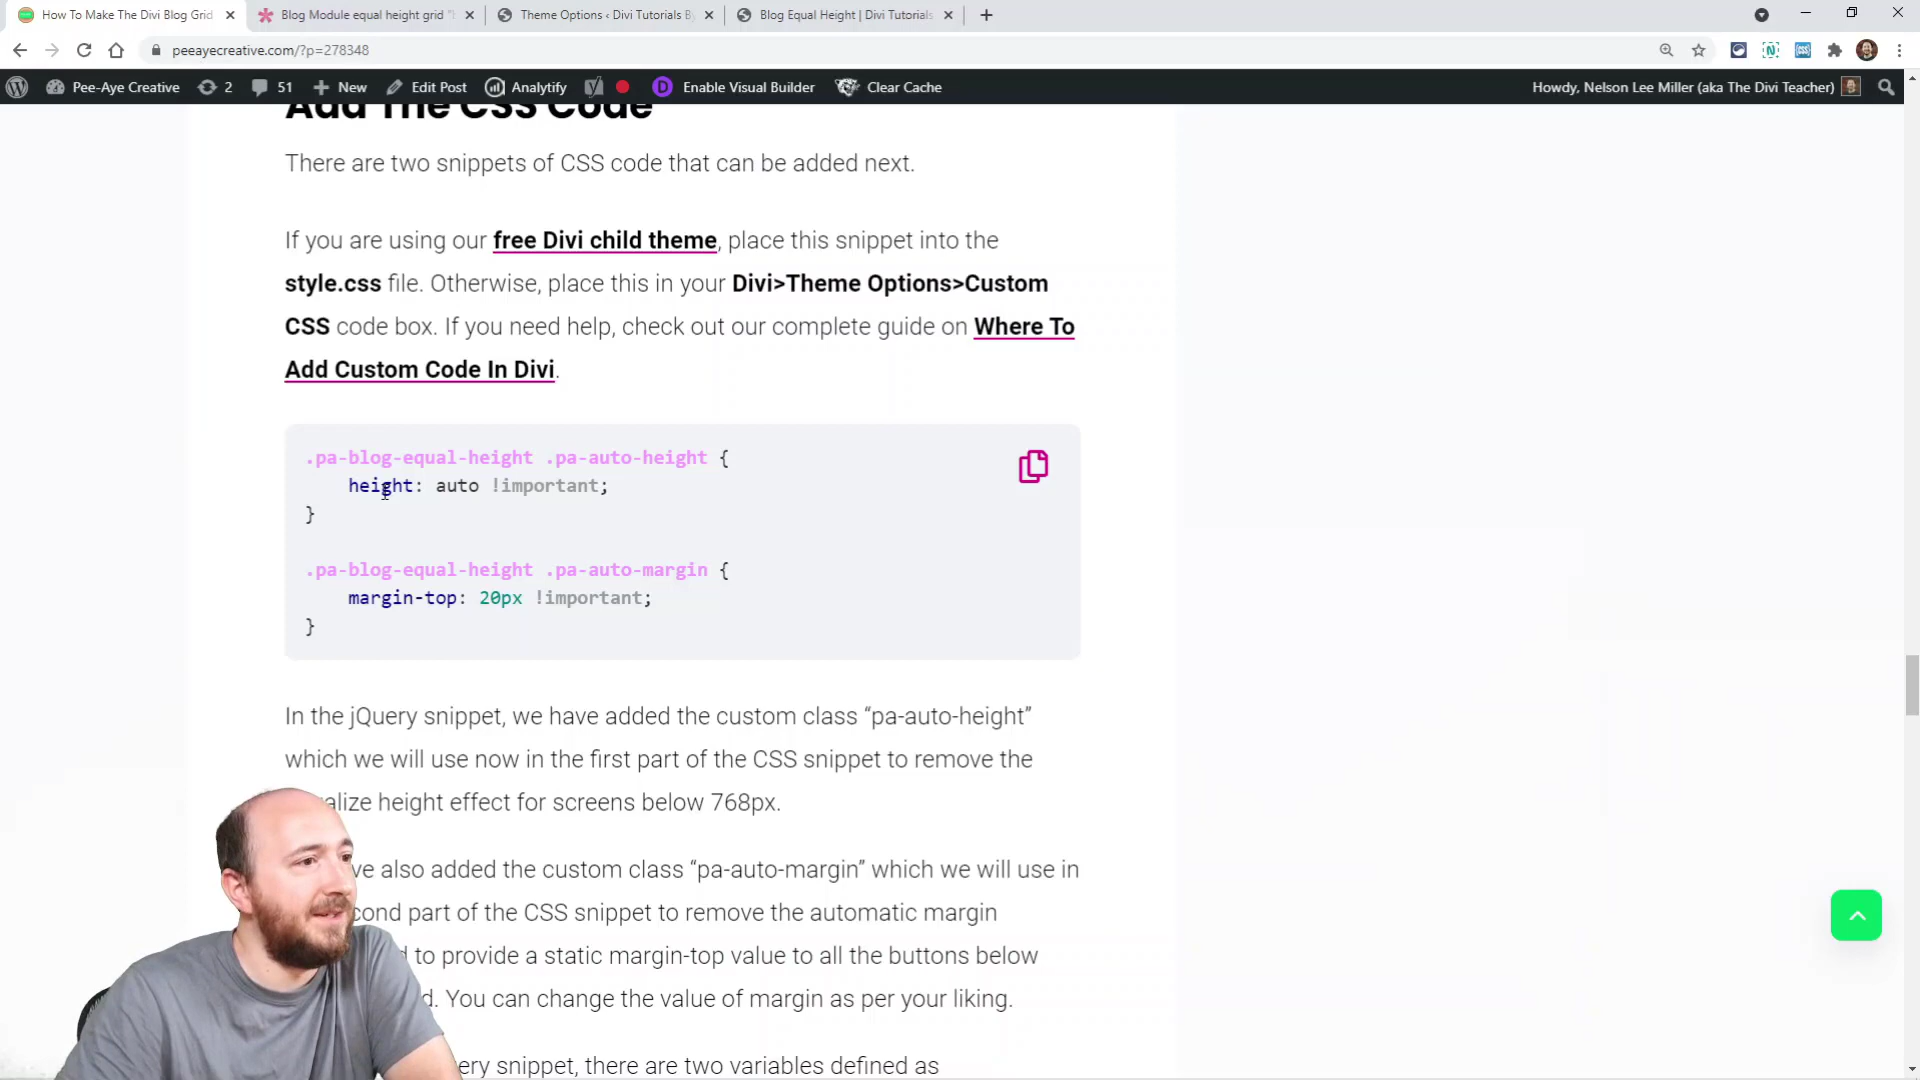 How To Make The Divi Blog Grid
Blog Module equal height grid "b
Theme Options ‹ Divi Tutorials By
Blog Equal Height | Divi Tutorials
peeayecreative.com/?p=278348
Pee-Aye Creative 2 51 New Edit Post Analytify Enable Visual Builder Clear Cache Howdy, Nelson Lee Miller (aka The Divi Teacher)
Add The CSS Code
There are two snippets of CSS code that can be added next.
If you are using our free Divi child theme, place this snippet into the
style.css file. Otherwise, place this in your Divi>Theme Options>Custom
CSS code box. If you need help, check out our complete guide on Where To
Add Custom Code In Divi.
.pa-blog-equal-height .pa-auto-height {
height: auto !important;
}
.pa-blog-equal-height .pa-auto-margin {
margin-top: 20px !important;
}
In the jQuery snippet, we have added the custom class “pa-auto-height”
which we will use now in the first part of the CSS snippet to remove the
alize height effect for screens below 768px.
ve also added the custom class “pa-auto-margin” which we will use in
cond part of the CSS snippet to remove the automatic margin
d to provide a static margin-top value to all the buttons below
d. You can change the value of margin as per your liking.
ery snippet, there are two variables defined as